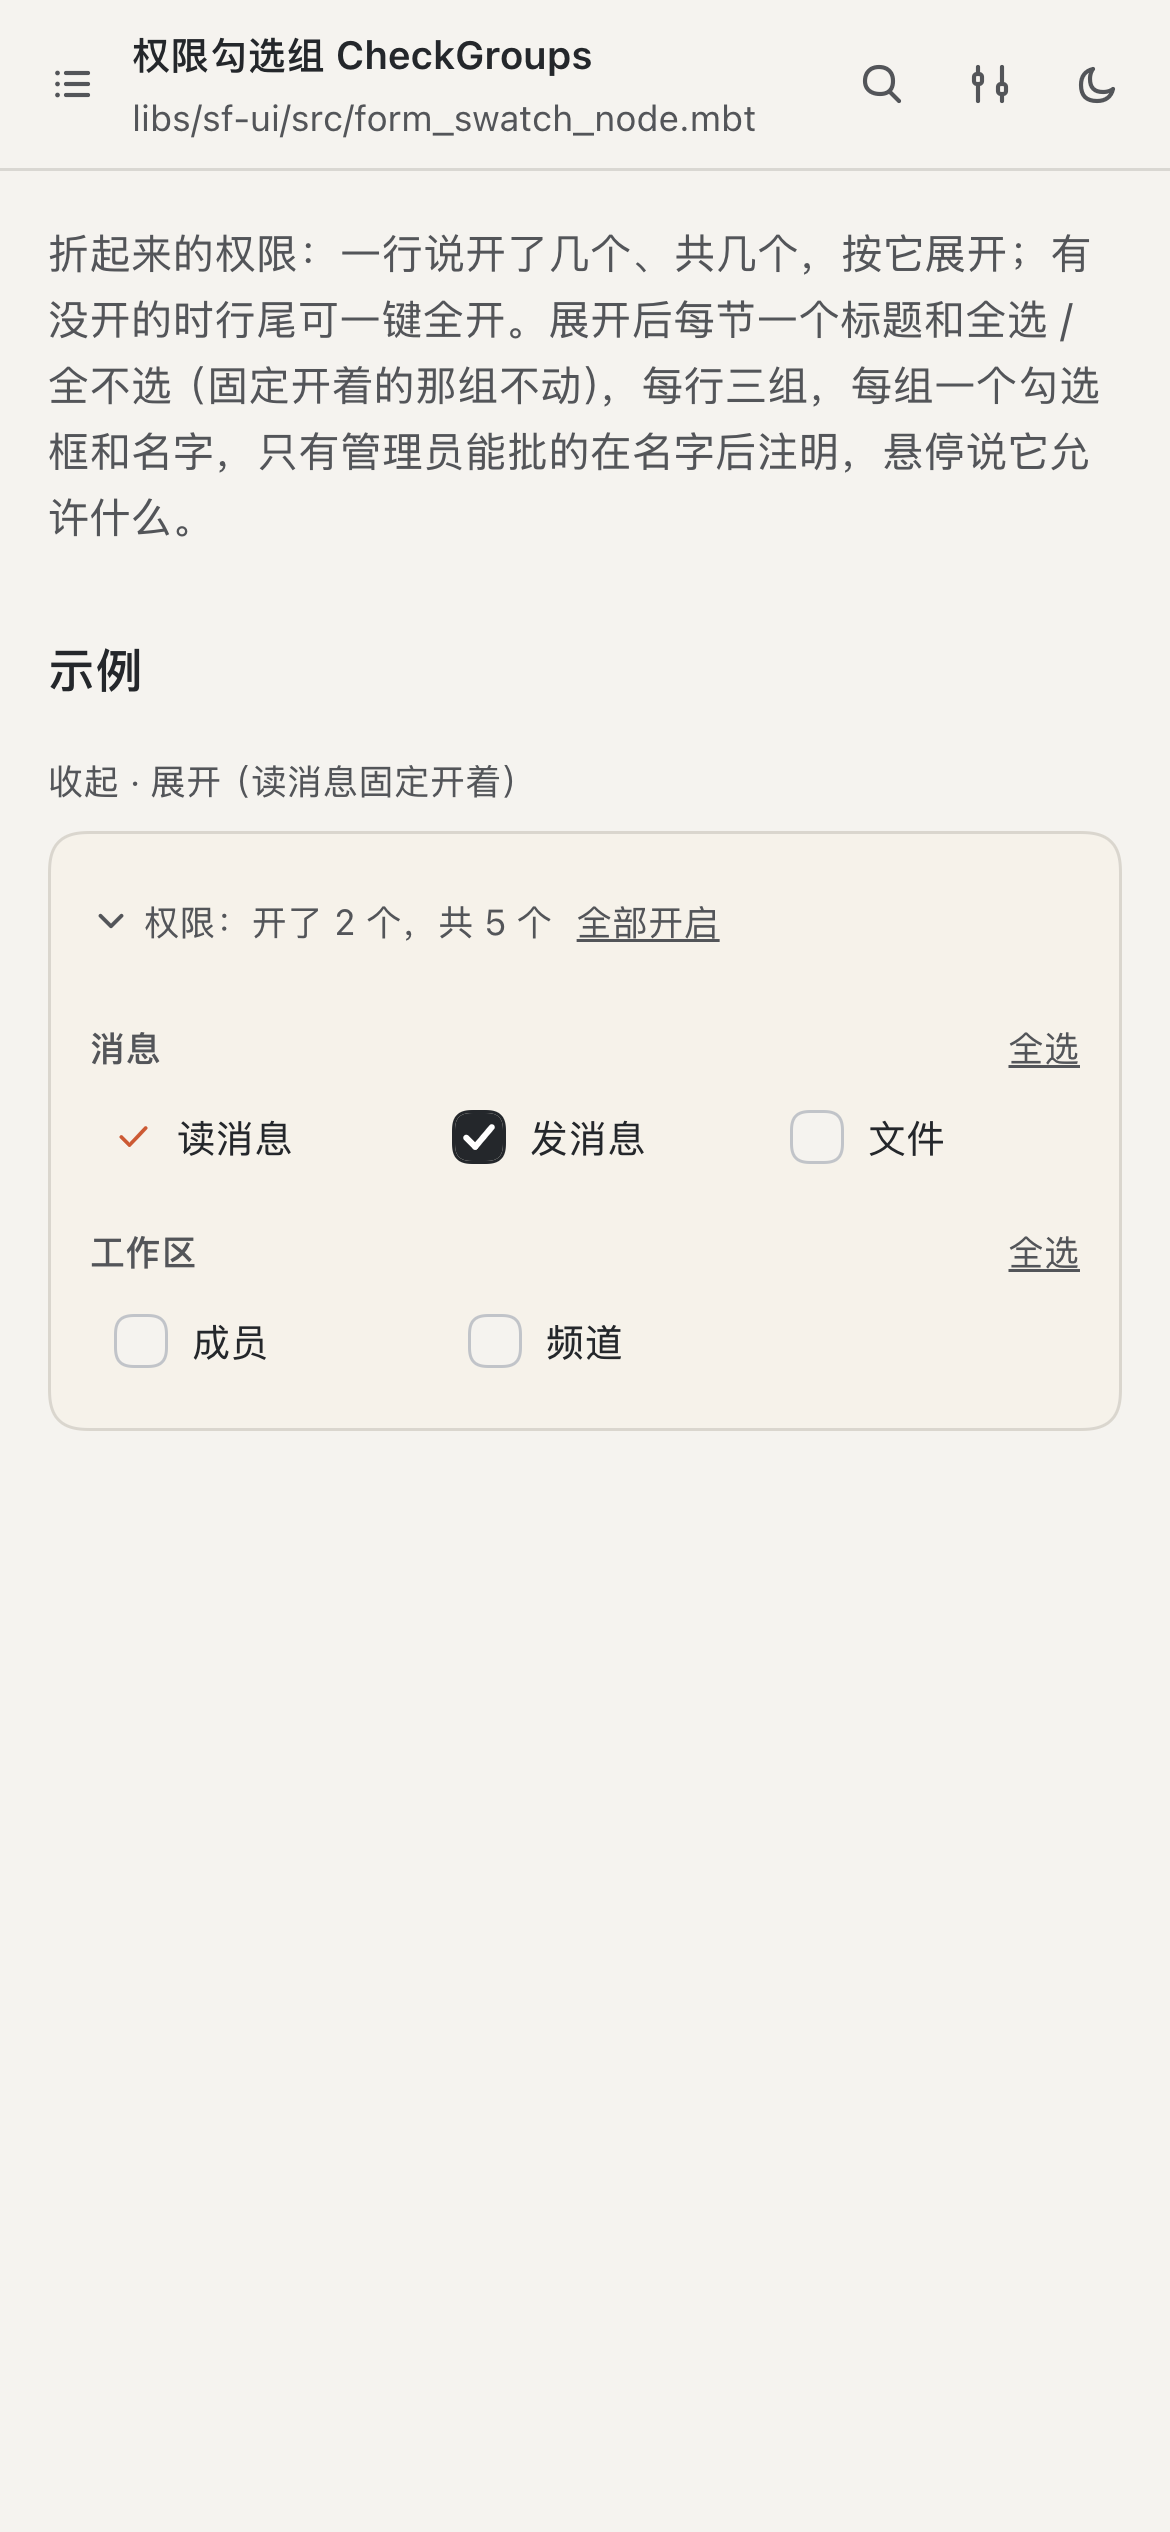 权限勾选组 CheckGroups
libs/sf-ui/src/form_swatch_node.mbt
折起来的权限：一行说开了几个、共几个，按它展开；有
没开的时行尾可一键全开。展开后每节一个标题和全选 /
全不选（固定开着的那组不动），每行三组，每组一个勾选
框和名字，只有管理员能批的在名字后注明，悬停说它允
许什么。
示例
收起 · 展开（读消息固定开着）
权限：开了 2 个，共 5 个 全部开启
消息 全选
读消息 发消息 文件
工作区 全选
成员 频道